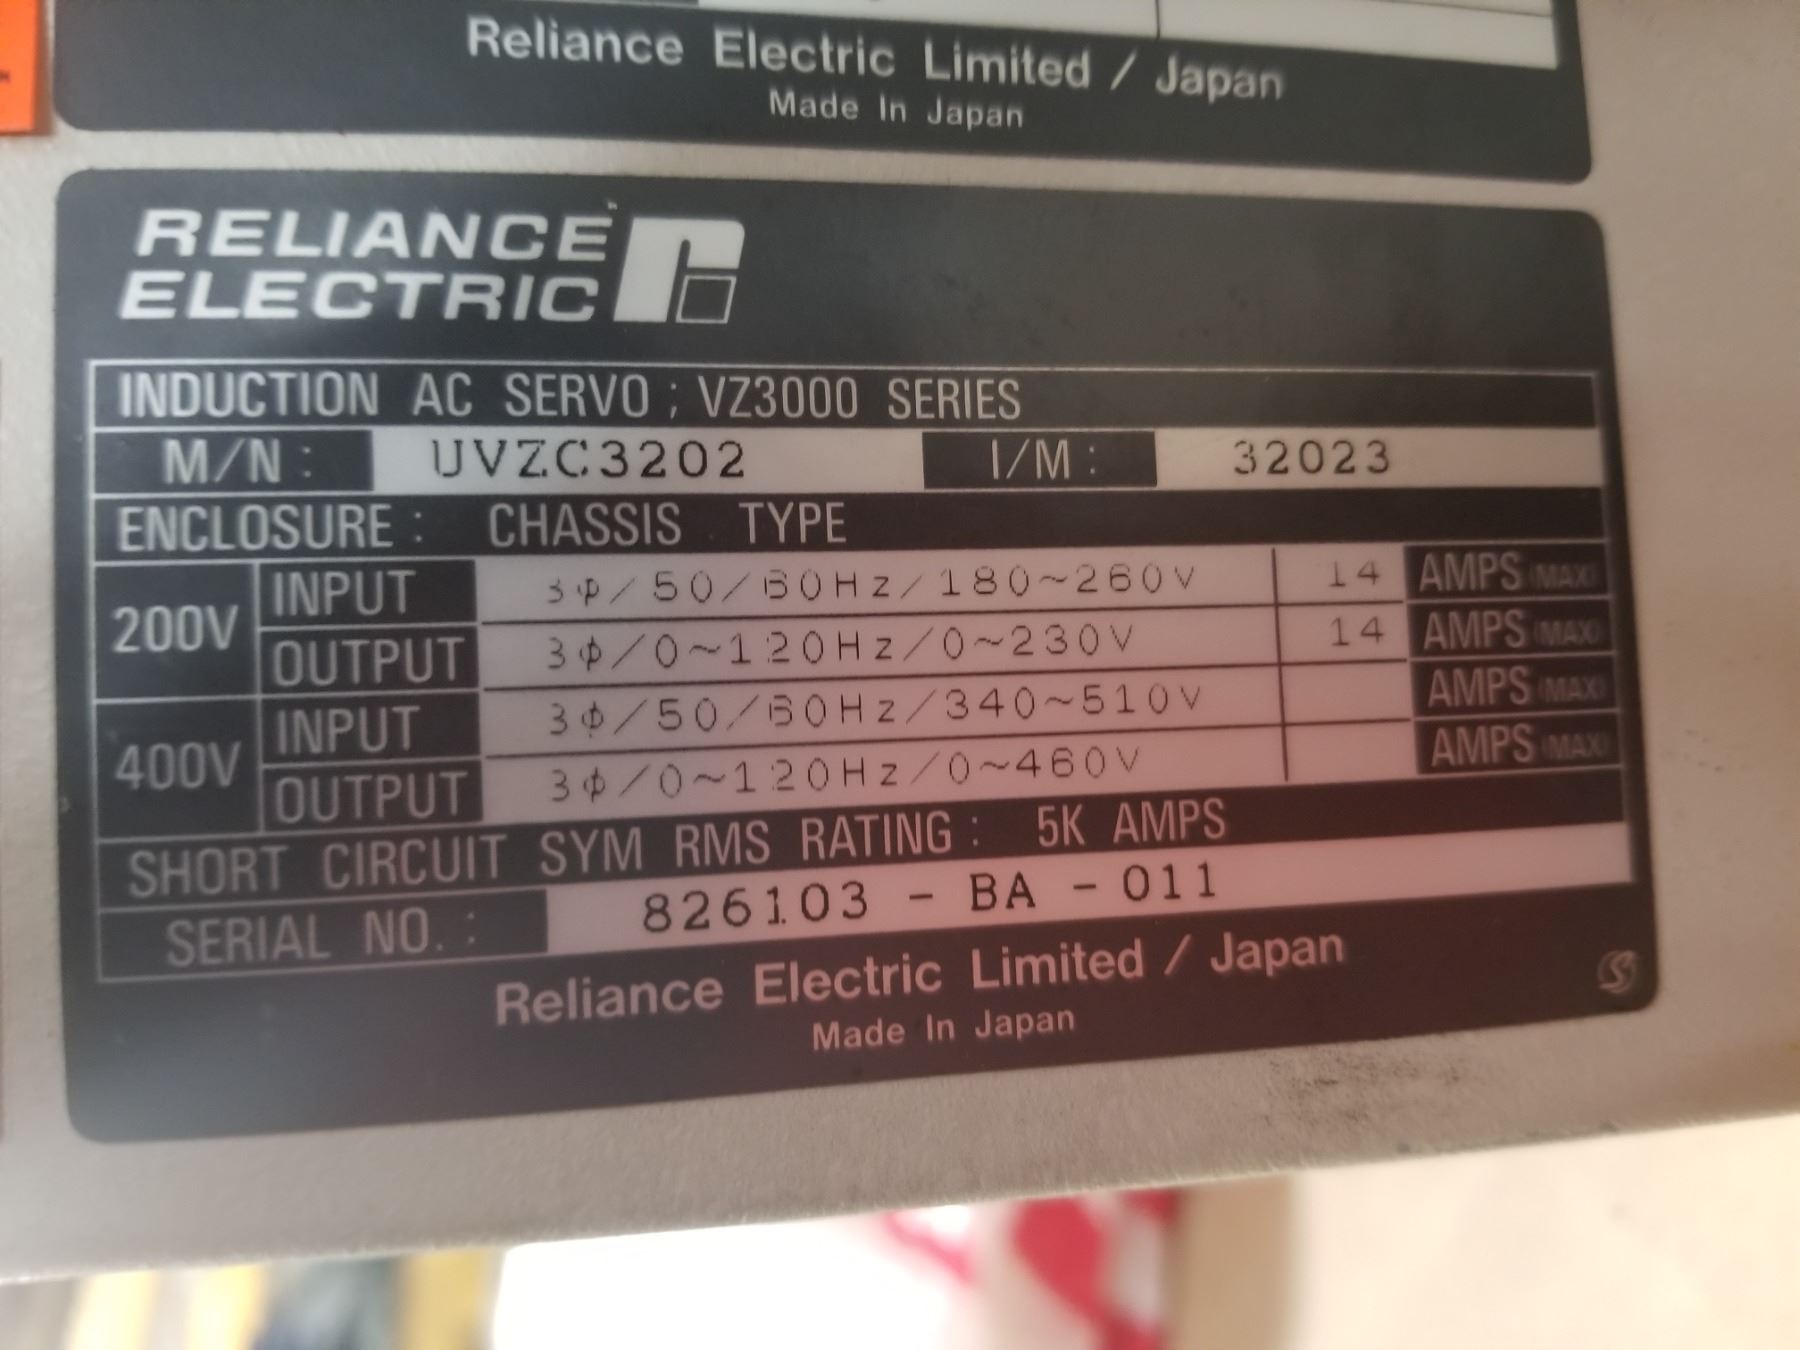 Reliance Electric Limited / Japan
Made In Japan
RELIANCE
ELECTRIC
INDUCTION AC SERVO ; VZ3000 SERIES
M/N : UVZC3202 I/M : 32023
ENCLOSURE : CHASSIS TYPE
200V INPUT 3φ/50/60Hz/180~260V 14 AMPS (MAX)
OUTPUT 3φ/0~120Hz/0~230V 14 AMPS (MAX)
400V INPUT 3φ/50/60Hz/340~510V AMPS (MAX)
OUTPUT 3φ/0~120Hz/0~460V AMPS (MAX)
SHORT CIRCUIT SYM RMS RATING : 5K AMPS
SERIAL NO. : 826103 - BA - 011
Reliance Electric Limited / Japan
Made In Japan